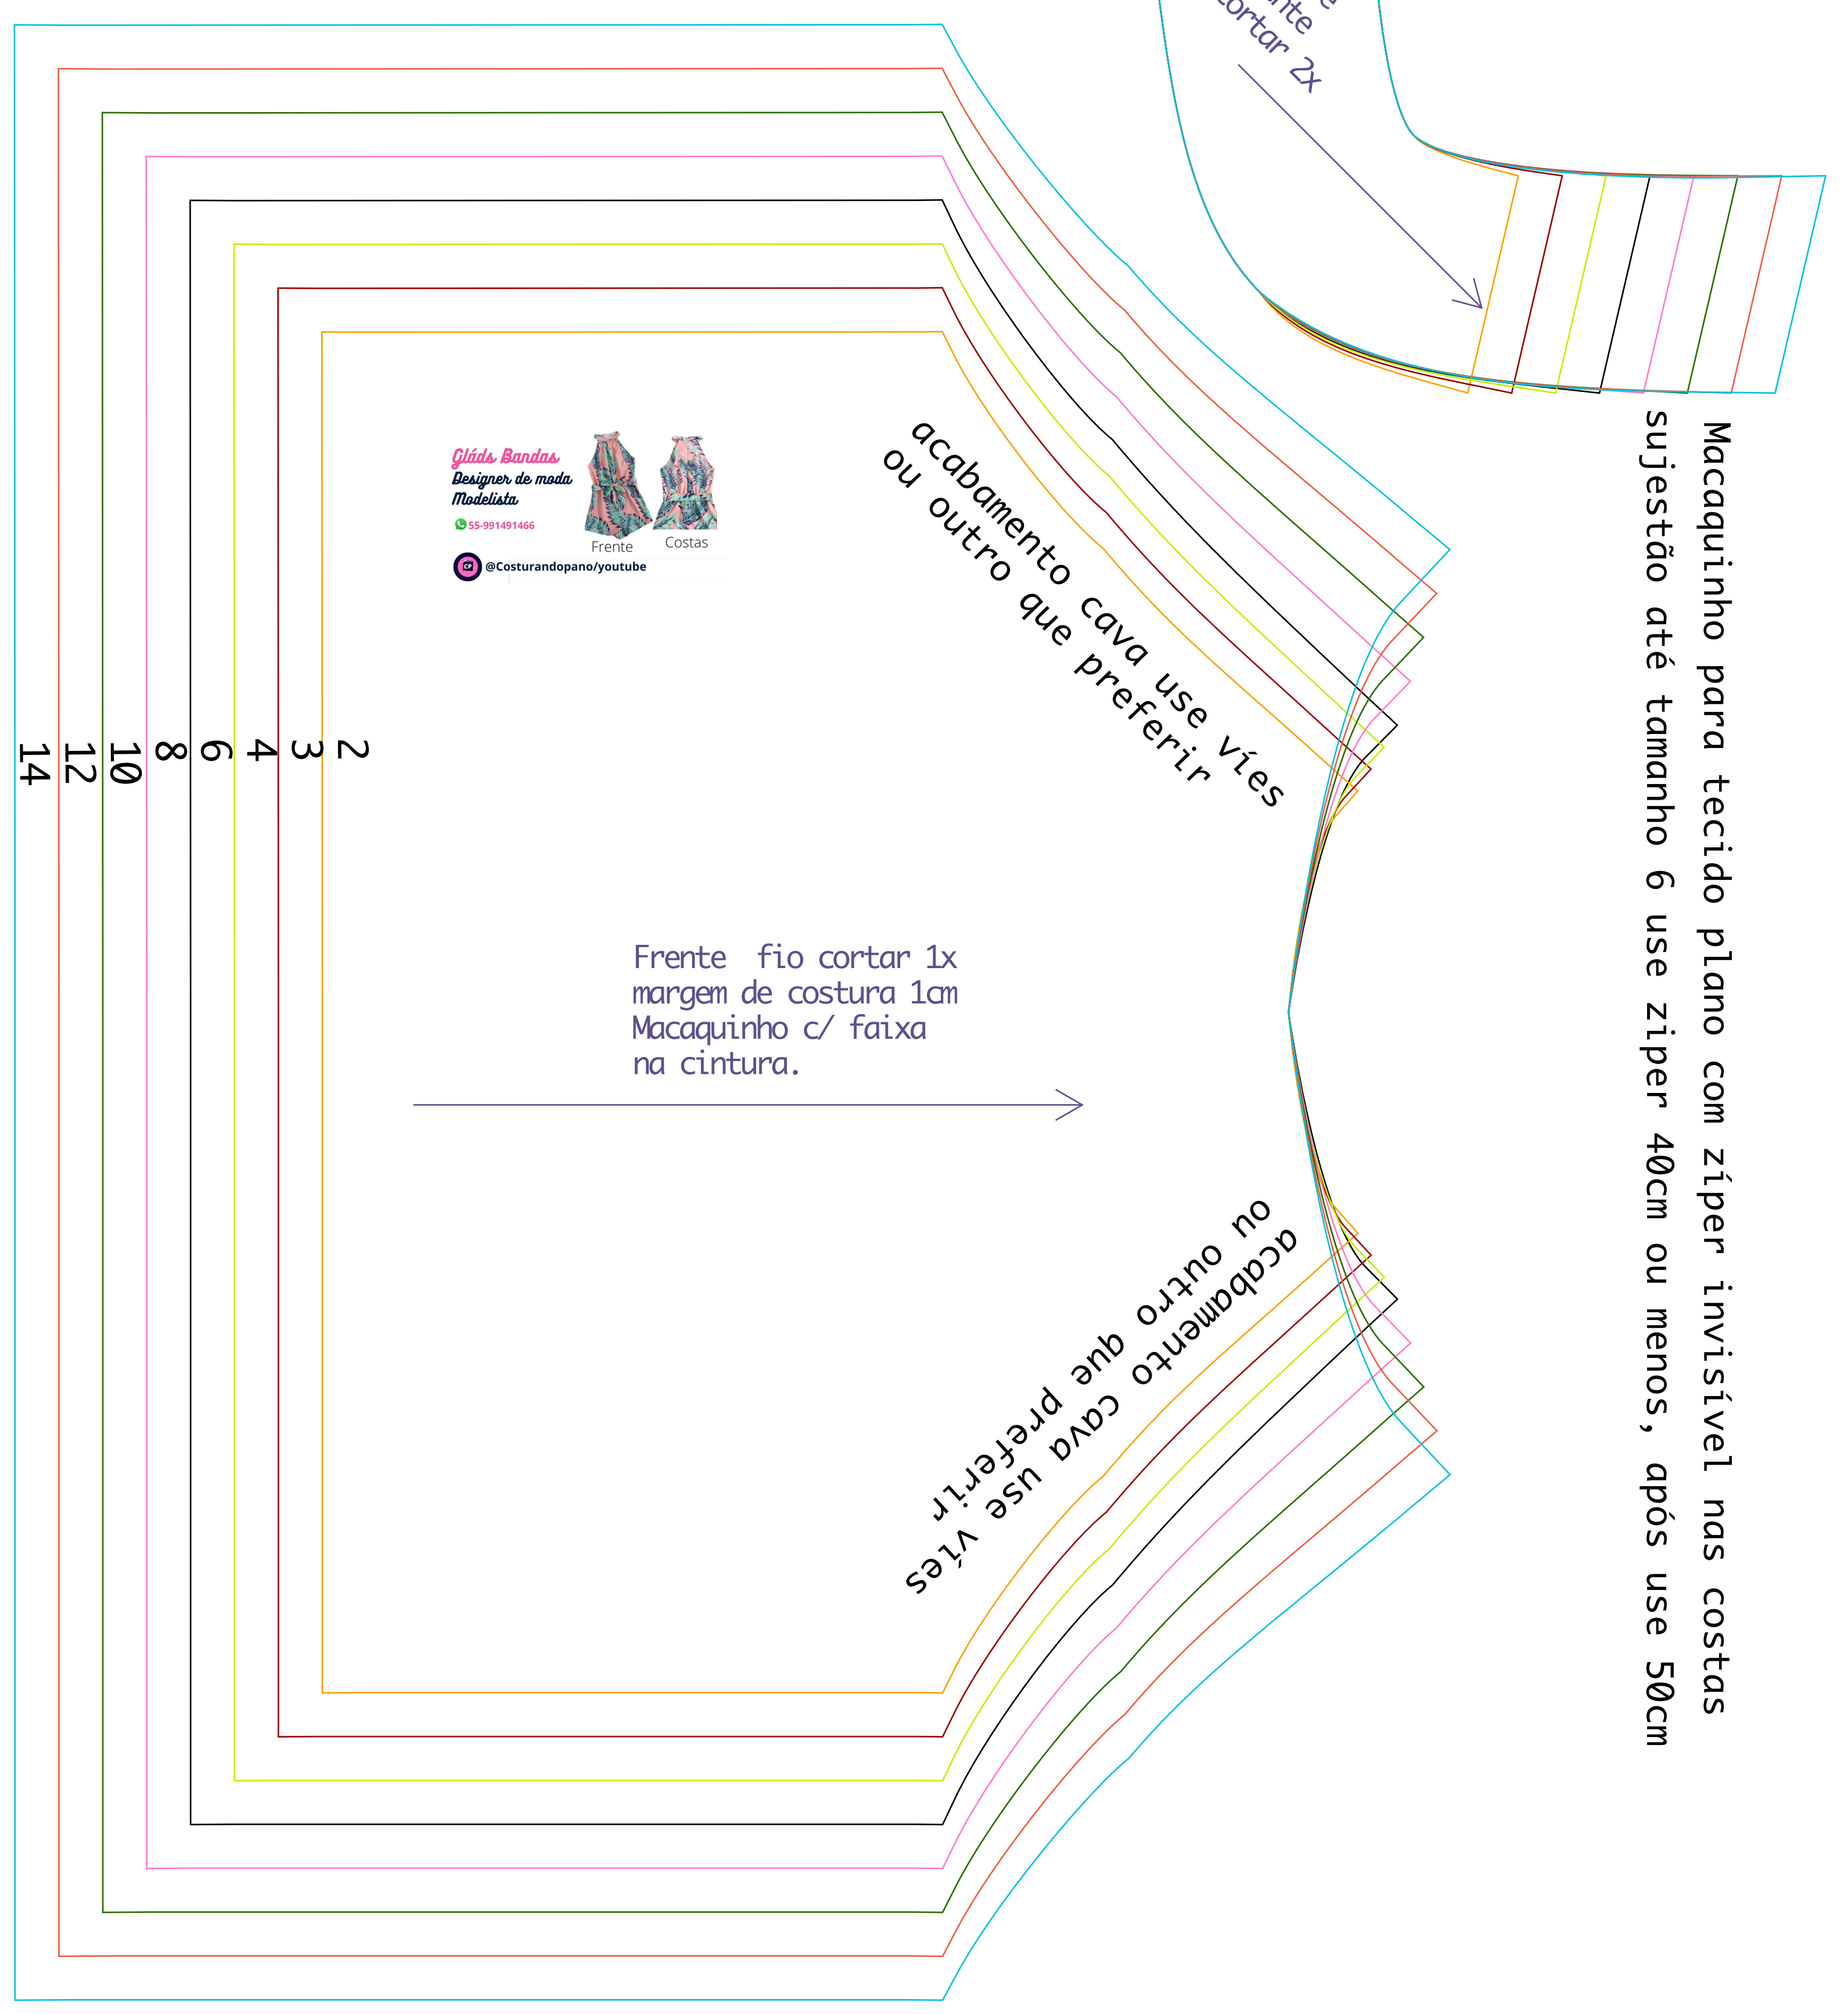 nte
cortar 2x
Gláds Bandas
Designer de moda
Modelista
55-991491466
Frente
Costas
@Costurandopano/youtube
acabamento cava use víes
ou outro que preferir
Macaquinho para tecido plano com zíper invisível nas costas
sujestão até tamanho 6 use ziper 40cm ou menos, após use 50cm
14
12
10
8
6
4
3
2
Frente fio cortar 1x
margem de costura 1cm
Macaquinho c/ faixa
na cintura.
acabamento cava use víes
ou outro que preferir